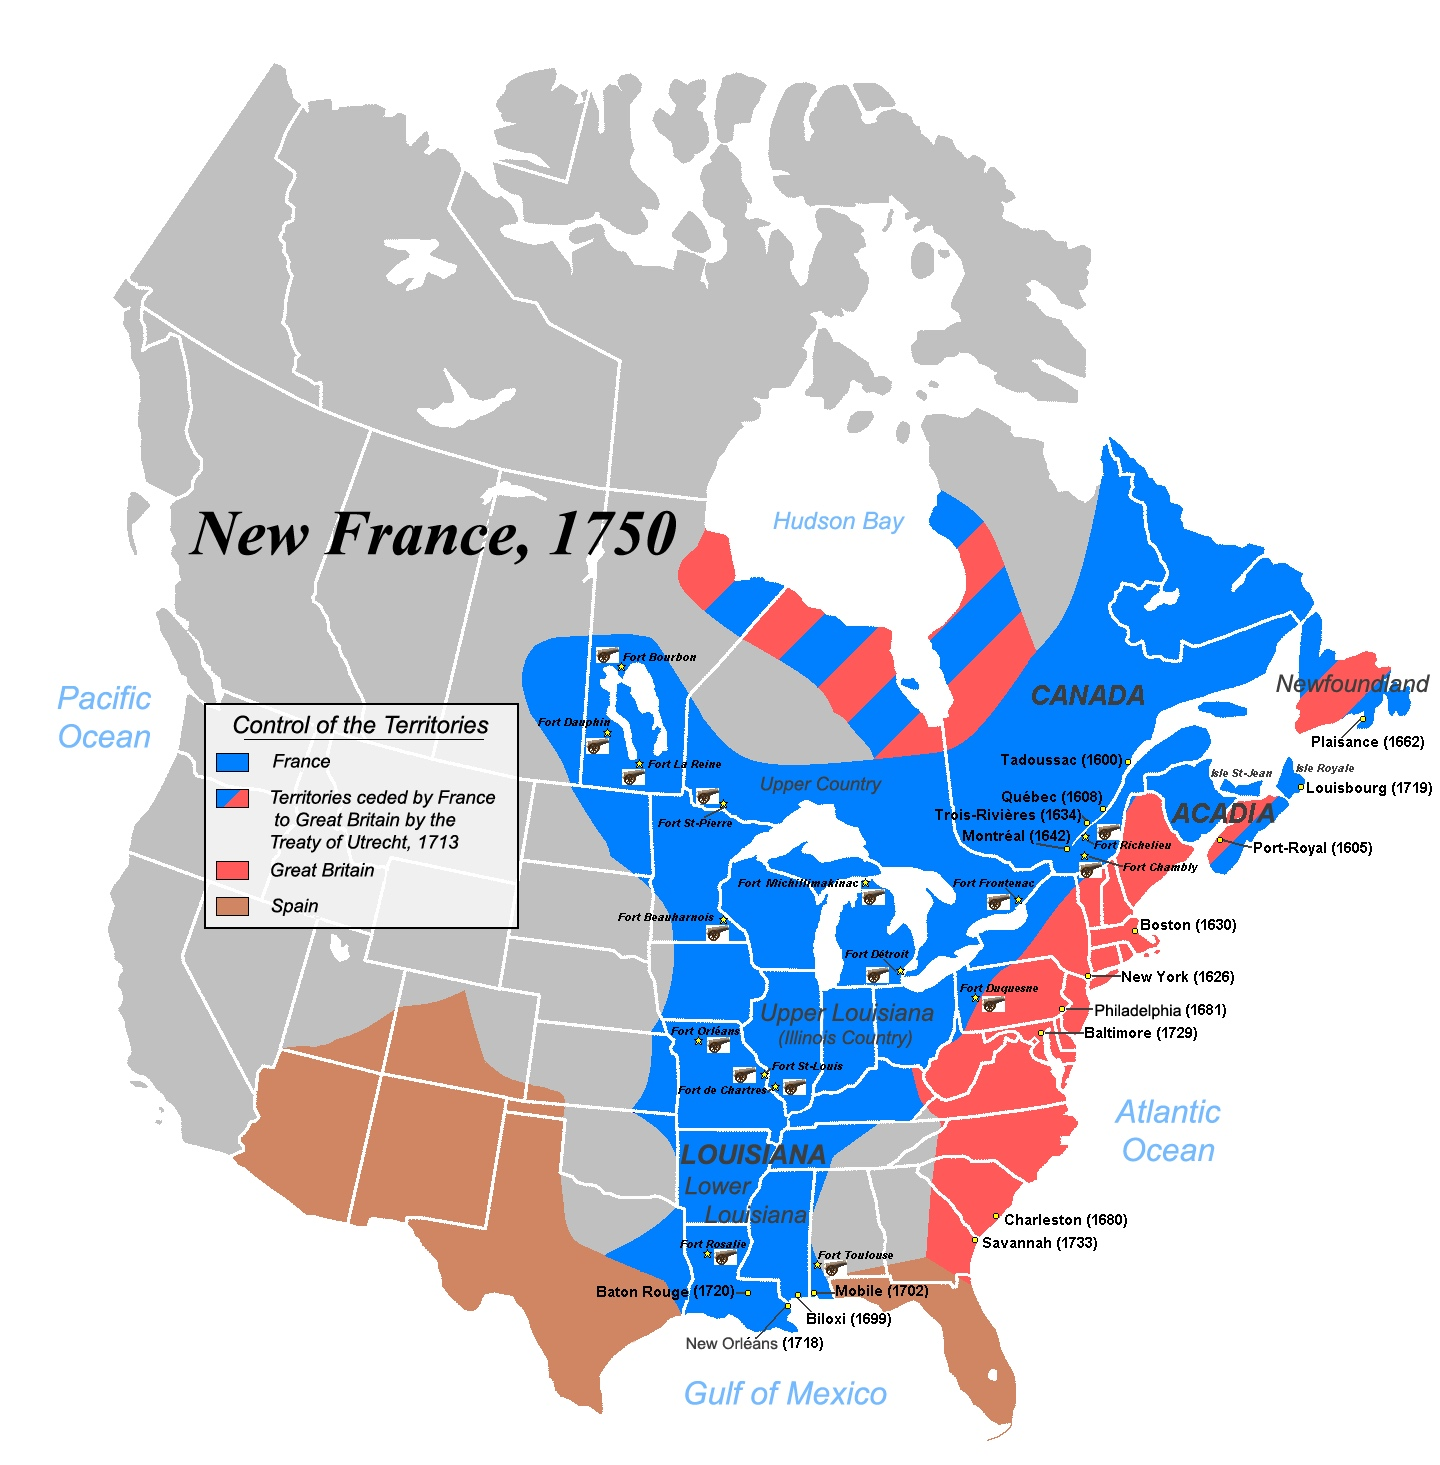 New France, 1750
Hudson Bay
Pacific
Ocean
Control of the Territories
France
Territories ceded by France
to Great Britain by the
Treaty of Utrecht, 1713
Great Britain
Spain
Fort Bourbon
Fort Dauphin
Fort La Reine
Fort St-Pierre
Upper Country
CANADA
Newfoundland
Plaisance (1662)
Tadoussac (1600)
Isle St-Jean
Isle Royale
Louisbourg (1719)
Québec (1608)
Trois-Rivières (1634)
Montréal (1642)
ACADIA
Fort Richelieu
Port-Royal (1605)
Fort Chambly
Fort Michillimakinac
Fort Frontenac
Fort Beauharnois
Boston (1630)
Fort Détroit
New York (1626)
Fort Duquesne
Philadelphia (1681)
Upper Louisiana
(Illinois Country)
Baltimore (1729)
Fort Orléans
Fort St-Louis
Fort de Chartres
Atlantic
Ocean
LOUISIANA
Lower
Louisiana
Charleston (1680)
Savannah (1733)
Fort Rosalie
Fort Toulouse
Baton Rouge (1720)
Mobile (1702)
Biloxi (1699)
New Orléans (1718)
Gulf of Mexico